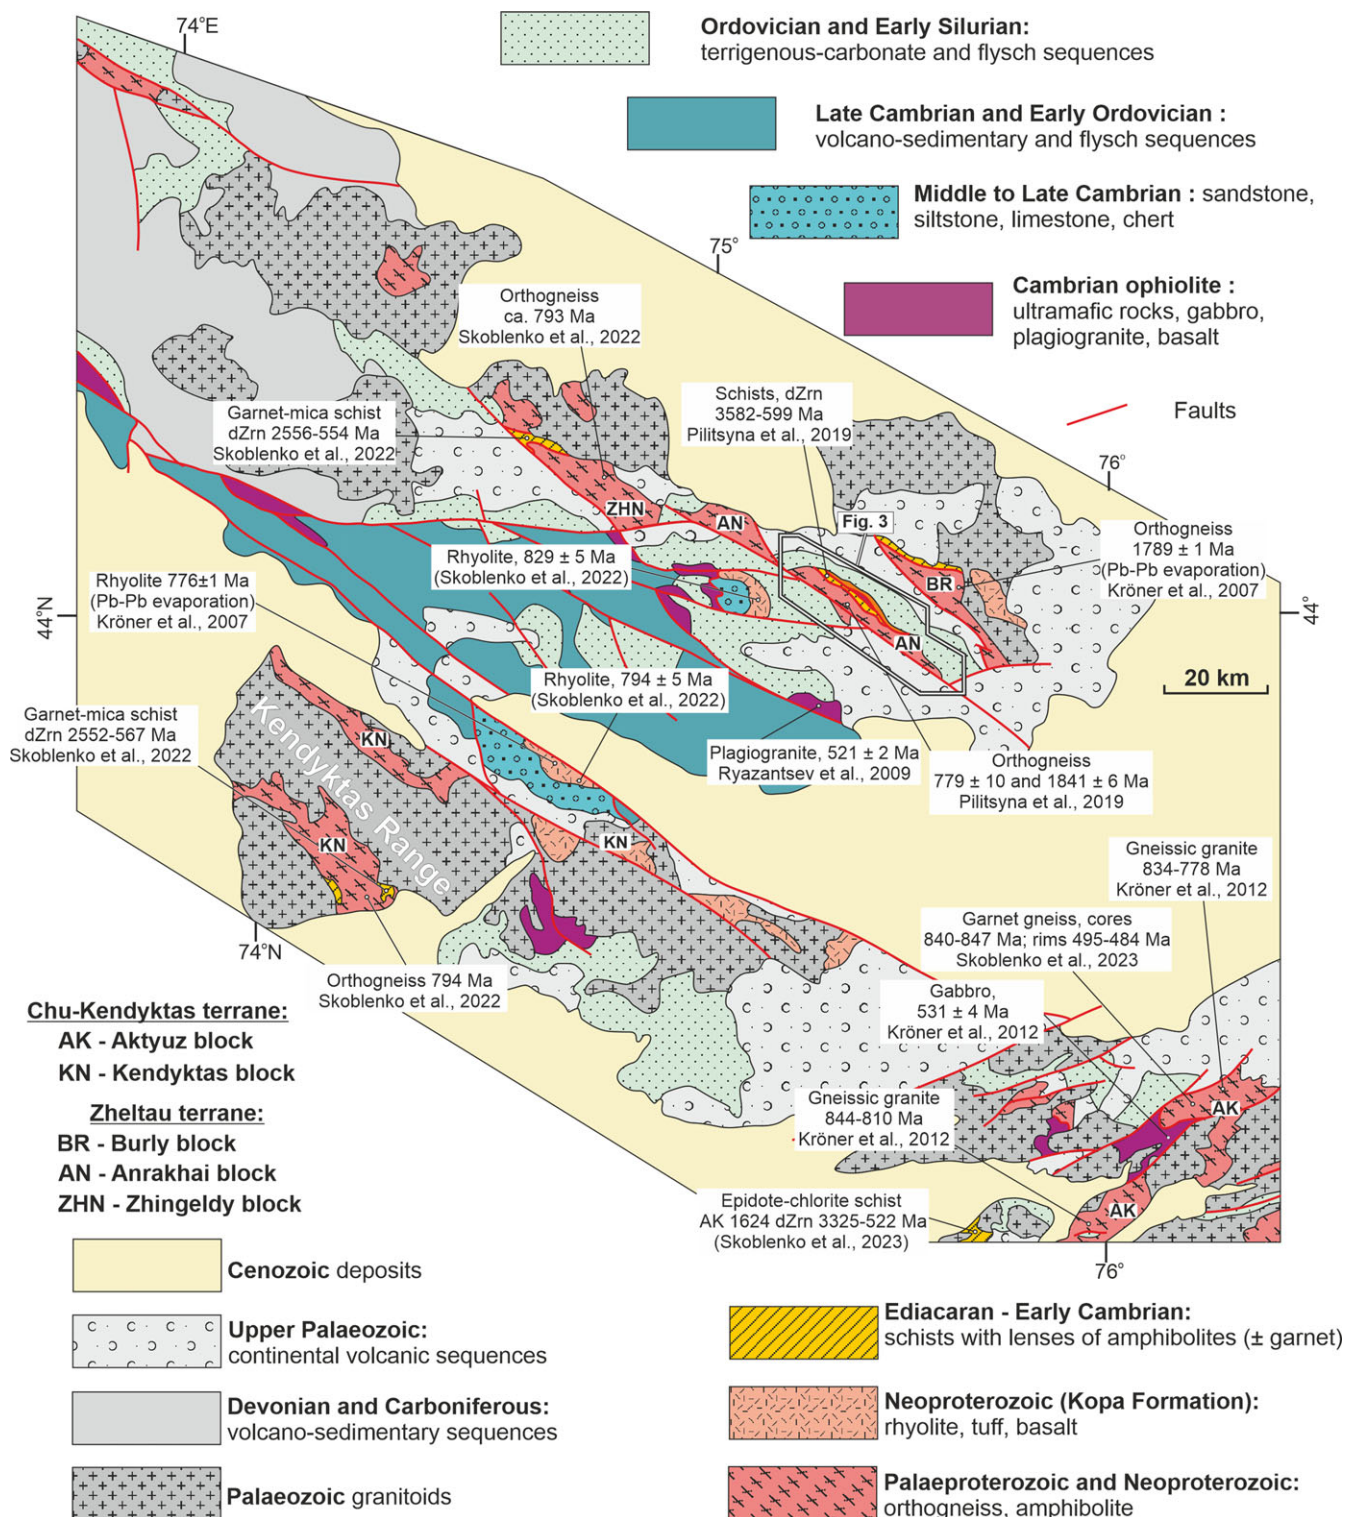 74°E
Ordovician and Early Silurian:
terrigenous-carbonate and flysch sequences
Late Cambrian and Early Ordovician :
volcano-sedimentary and flysch sequences
Middle to Late Cambrian : sandstone,
siltstone, limestone, chert
75°
Cambrian ophiolite :
ultramafic rocks, gabbro,
plagiogranite, basalt
Faults
76°
Orthogneiss
ca. 793 Ma
Skoblenko et al., 2022
Garnet-mica schist
dZrn 2556-554 Ma
Skoblenko et al., 2022
Schists, dZrn
3582-599 Ma
Pilitsyna et al., 2019
ZHN
AN
Fig. 3
BR
Orthogneiss
1789 ± 1 Ma
(Pb-Pb evaporation)
Kröner et al., 2007
Rhyolite, 829 ± 5 Ma
(Skoblenko et al., 2022)
Rhyolite 776±1 Ma
(Pb-Pb evaporation)
Kröner et al., 2007
44°N
44°
AN
20 km
Rhyolite, 794 ± 5 Ma
(Skoblenko et al., 2022)
Garnet-mica schist
dZrn 2552-567 Ma
Skoblenko et al., 2022
KN
Kendyktas Range
Plagiogranite, 521 ± 2 Ma
Ryazantsev et al., 2009
Orthogneiss
779 ± 10 and 1841 ± 6 Ma
Pilitsyna et al., 2019
KN
KN
Gneissic granite
834-778 Ma
Kröner et al., 2012
Garnet gneiss, cores
840-847 Ma; rims 495-484 Ma
Skoblenko et al., 2023
74°N
Orthogneiss 794 Ma
Skoblenko et al., 2022
Gabbro,
531 ± 4 Ma
Kröner et al., 2012
Chu-Kendyktas terrane:
AK - Aktyuz block
KN - Kendyktas block
Zheltau terrane:
BR - Burly block
AN - Anrakhai block
ZHN - Zhingeldy block
Gneissic granite
844-810 Ma
Kröner et al., 2012
AK
AK
Epidote-chlorite schist
AK 1624 dZrn 3325-522 Ma
(Skoblenko et al., 2023)
76°
Cenozoic deposits
Upper Palaeozoic:
continental volcanic sequences
Devonian and Carboniferous:
volcano-sedimentary sequences
Palaeozoic granitoids
Ediacaran - Early Cambrian:
schists with lenses of amphibolites (± garnet)
Neoproterozoic (Kopa Formation):
rhyolite, tuff, basalt
Palaeproterozoic and Neoproterozoic:
orthogneiss, amphibolite